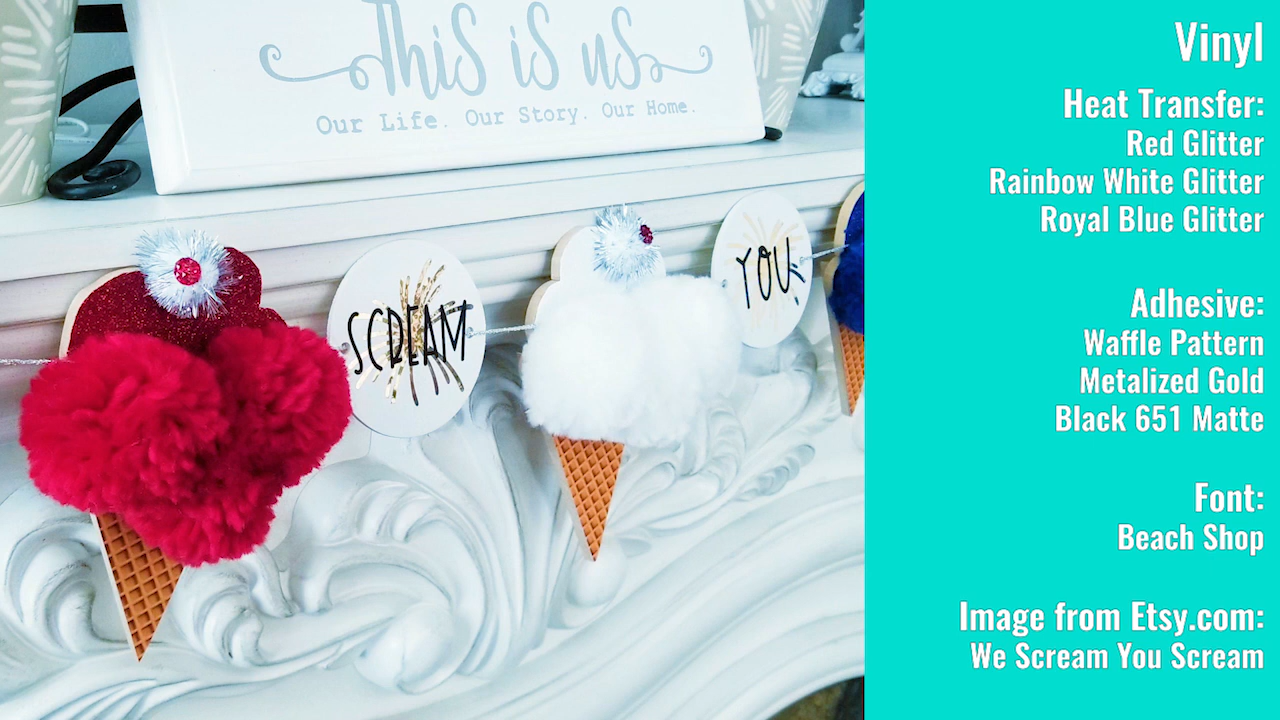 This is us
Our Life. Our Story. Our Home.
SCREAM
YOU
Vinyl
Heat Transfer:
Red Glitter
Rainbow White Glitter
Royal Blue Glitter
Adhesive:
Waffle Pattern
Metalized Gold
Black 651 Matte
Font:
Beach Shop
Image from Etsy.com:
We Scream You Scream